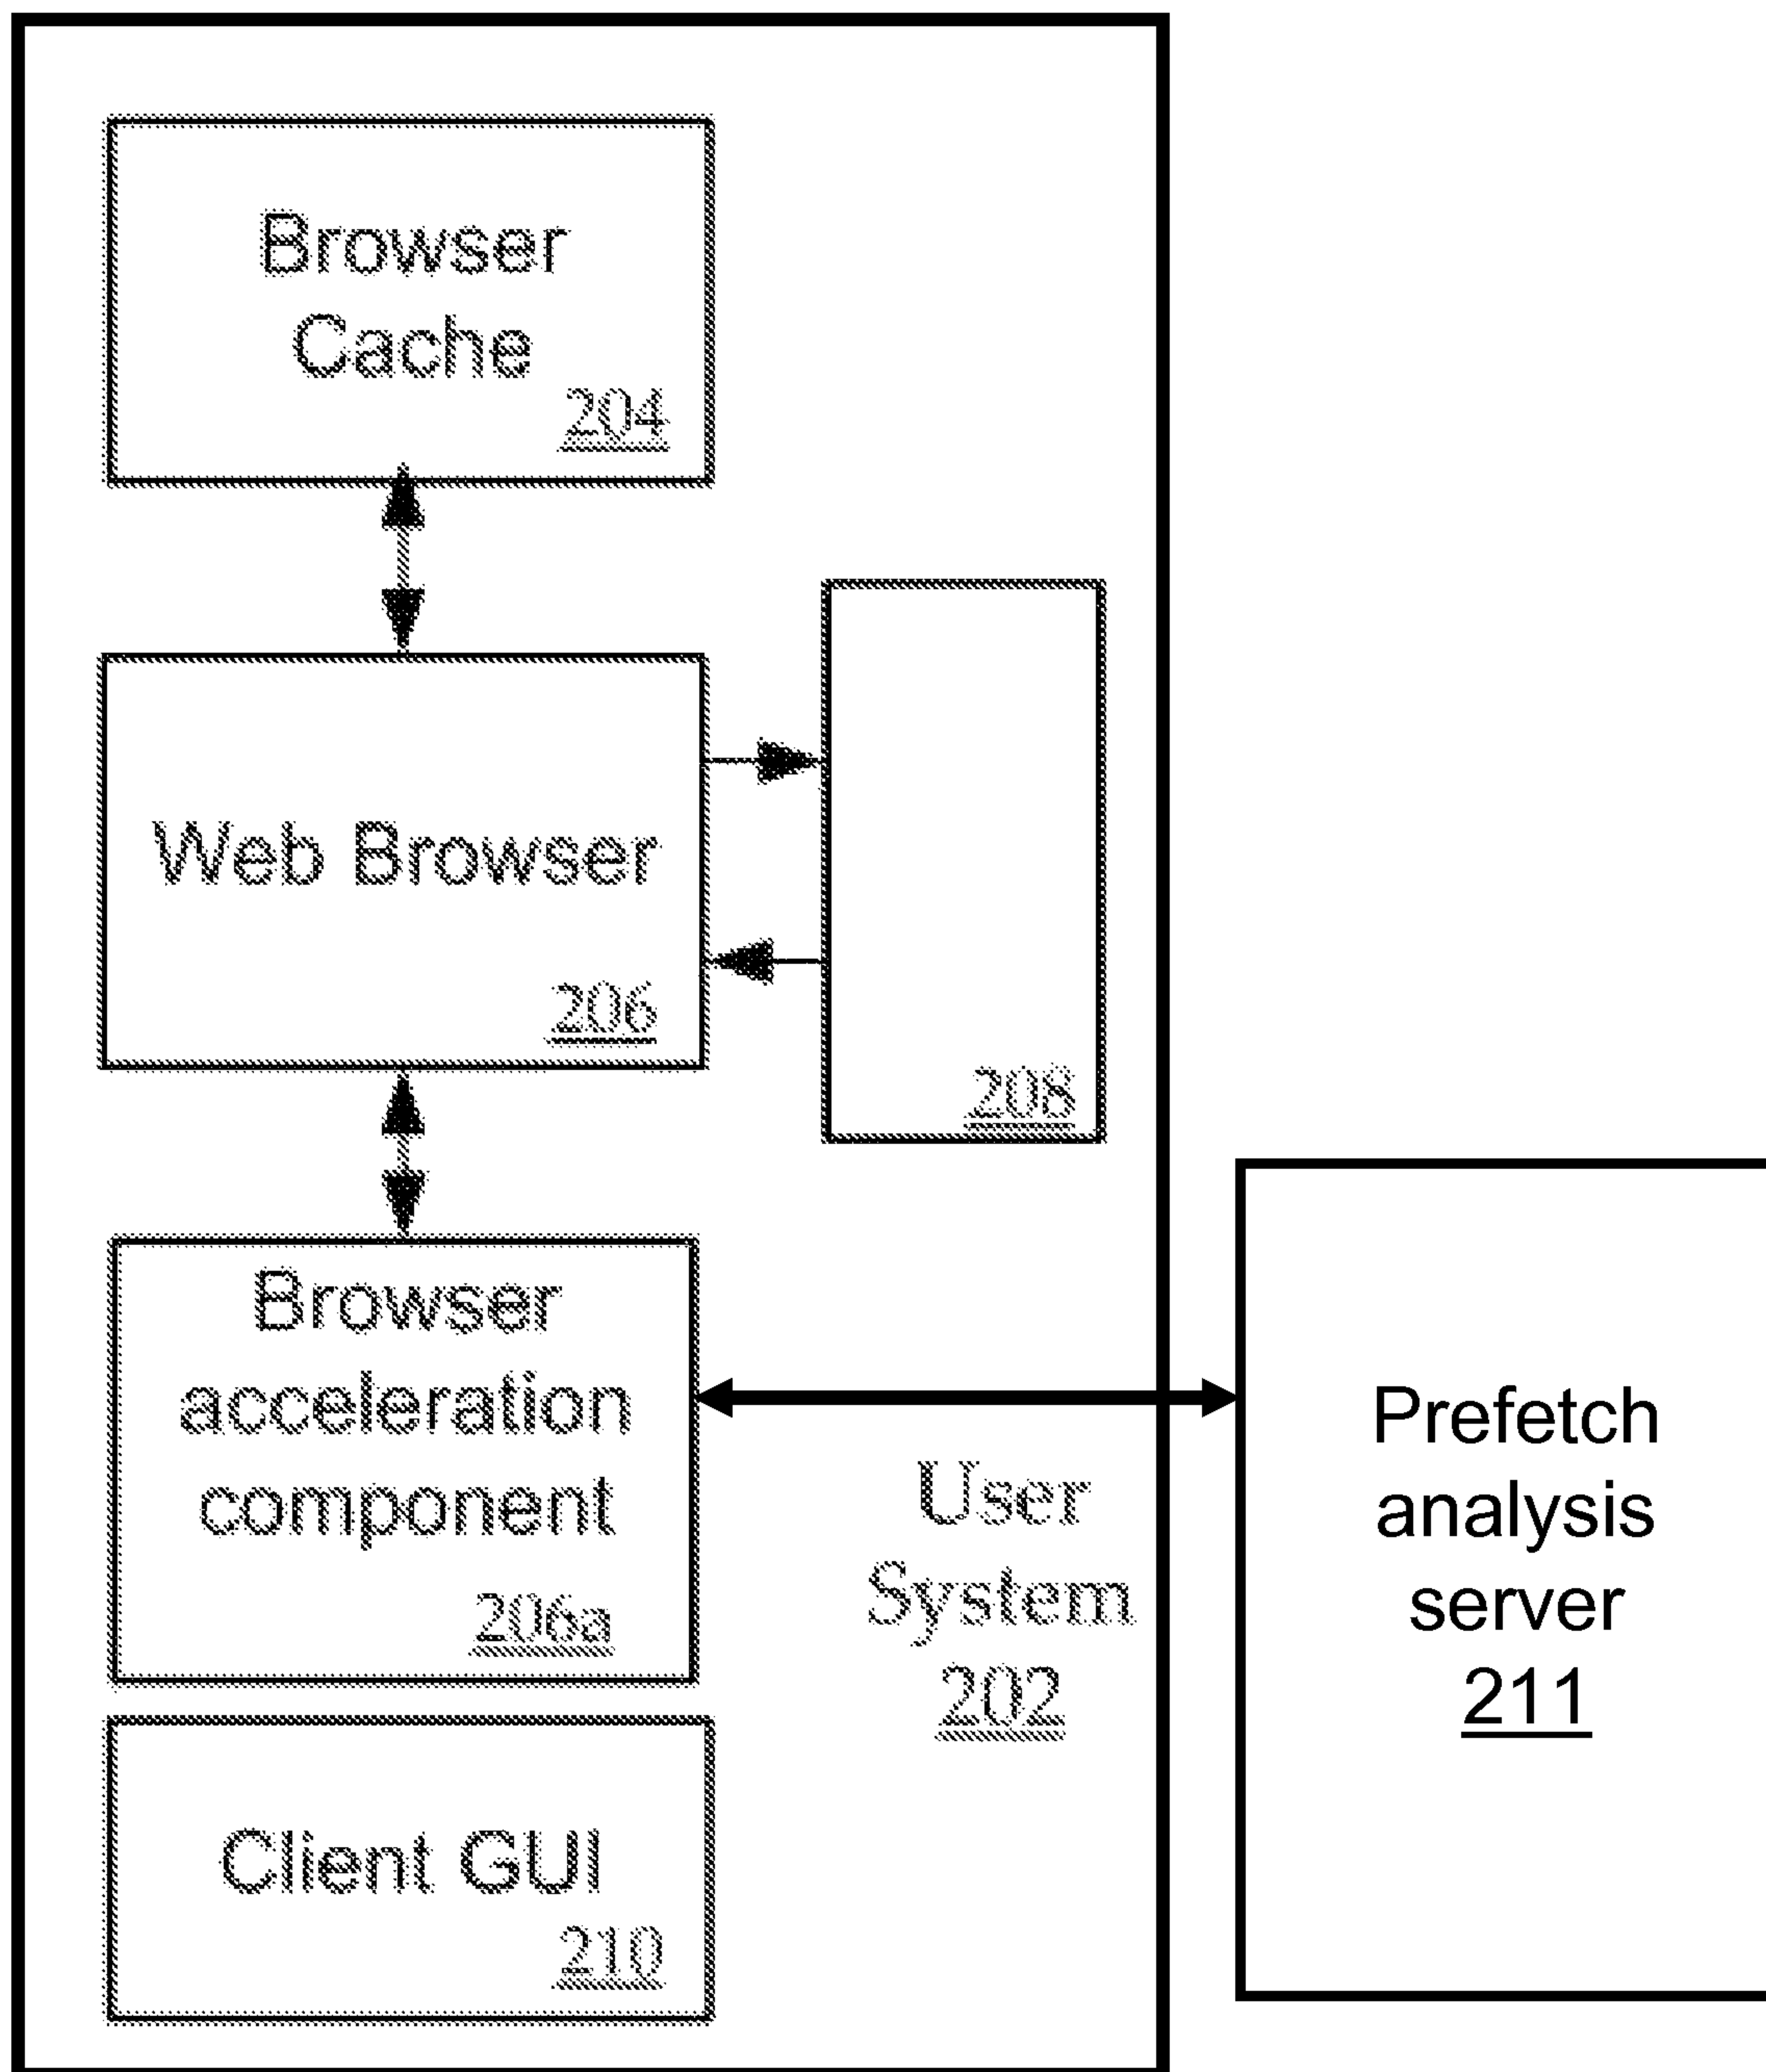 Browser
Cache
204
Web Browser
206
208
Browser
acceleration
component
206a
User
System
202
Client GUI
210
Prefetch
analysis
server
211